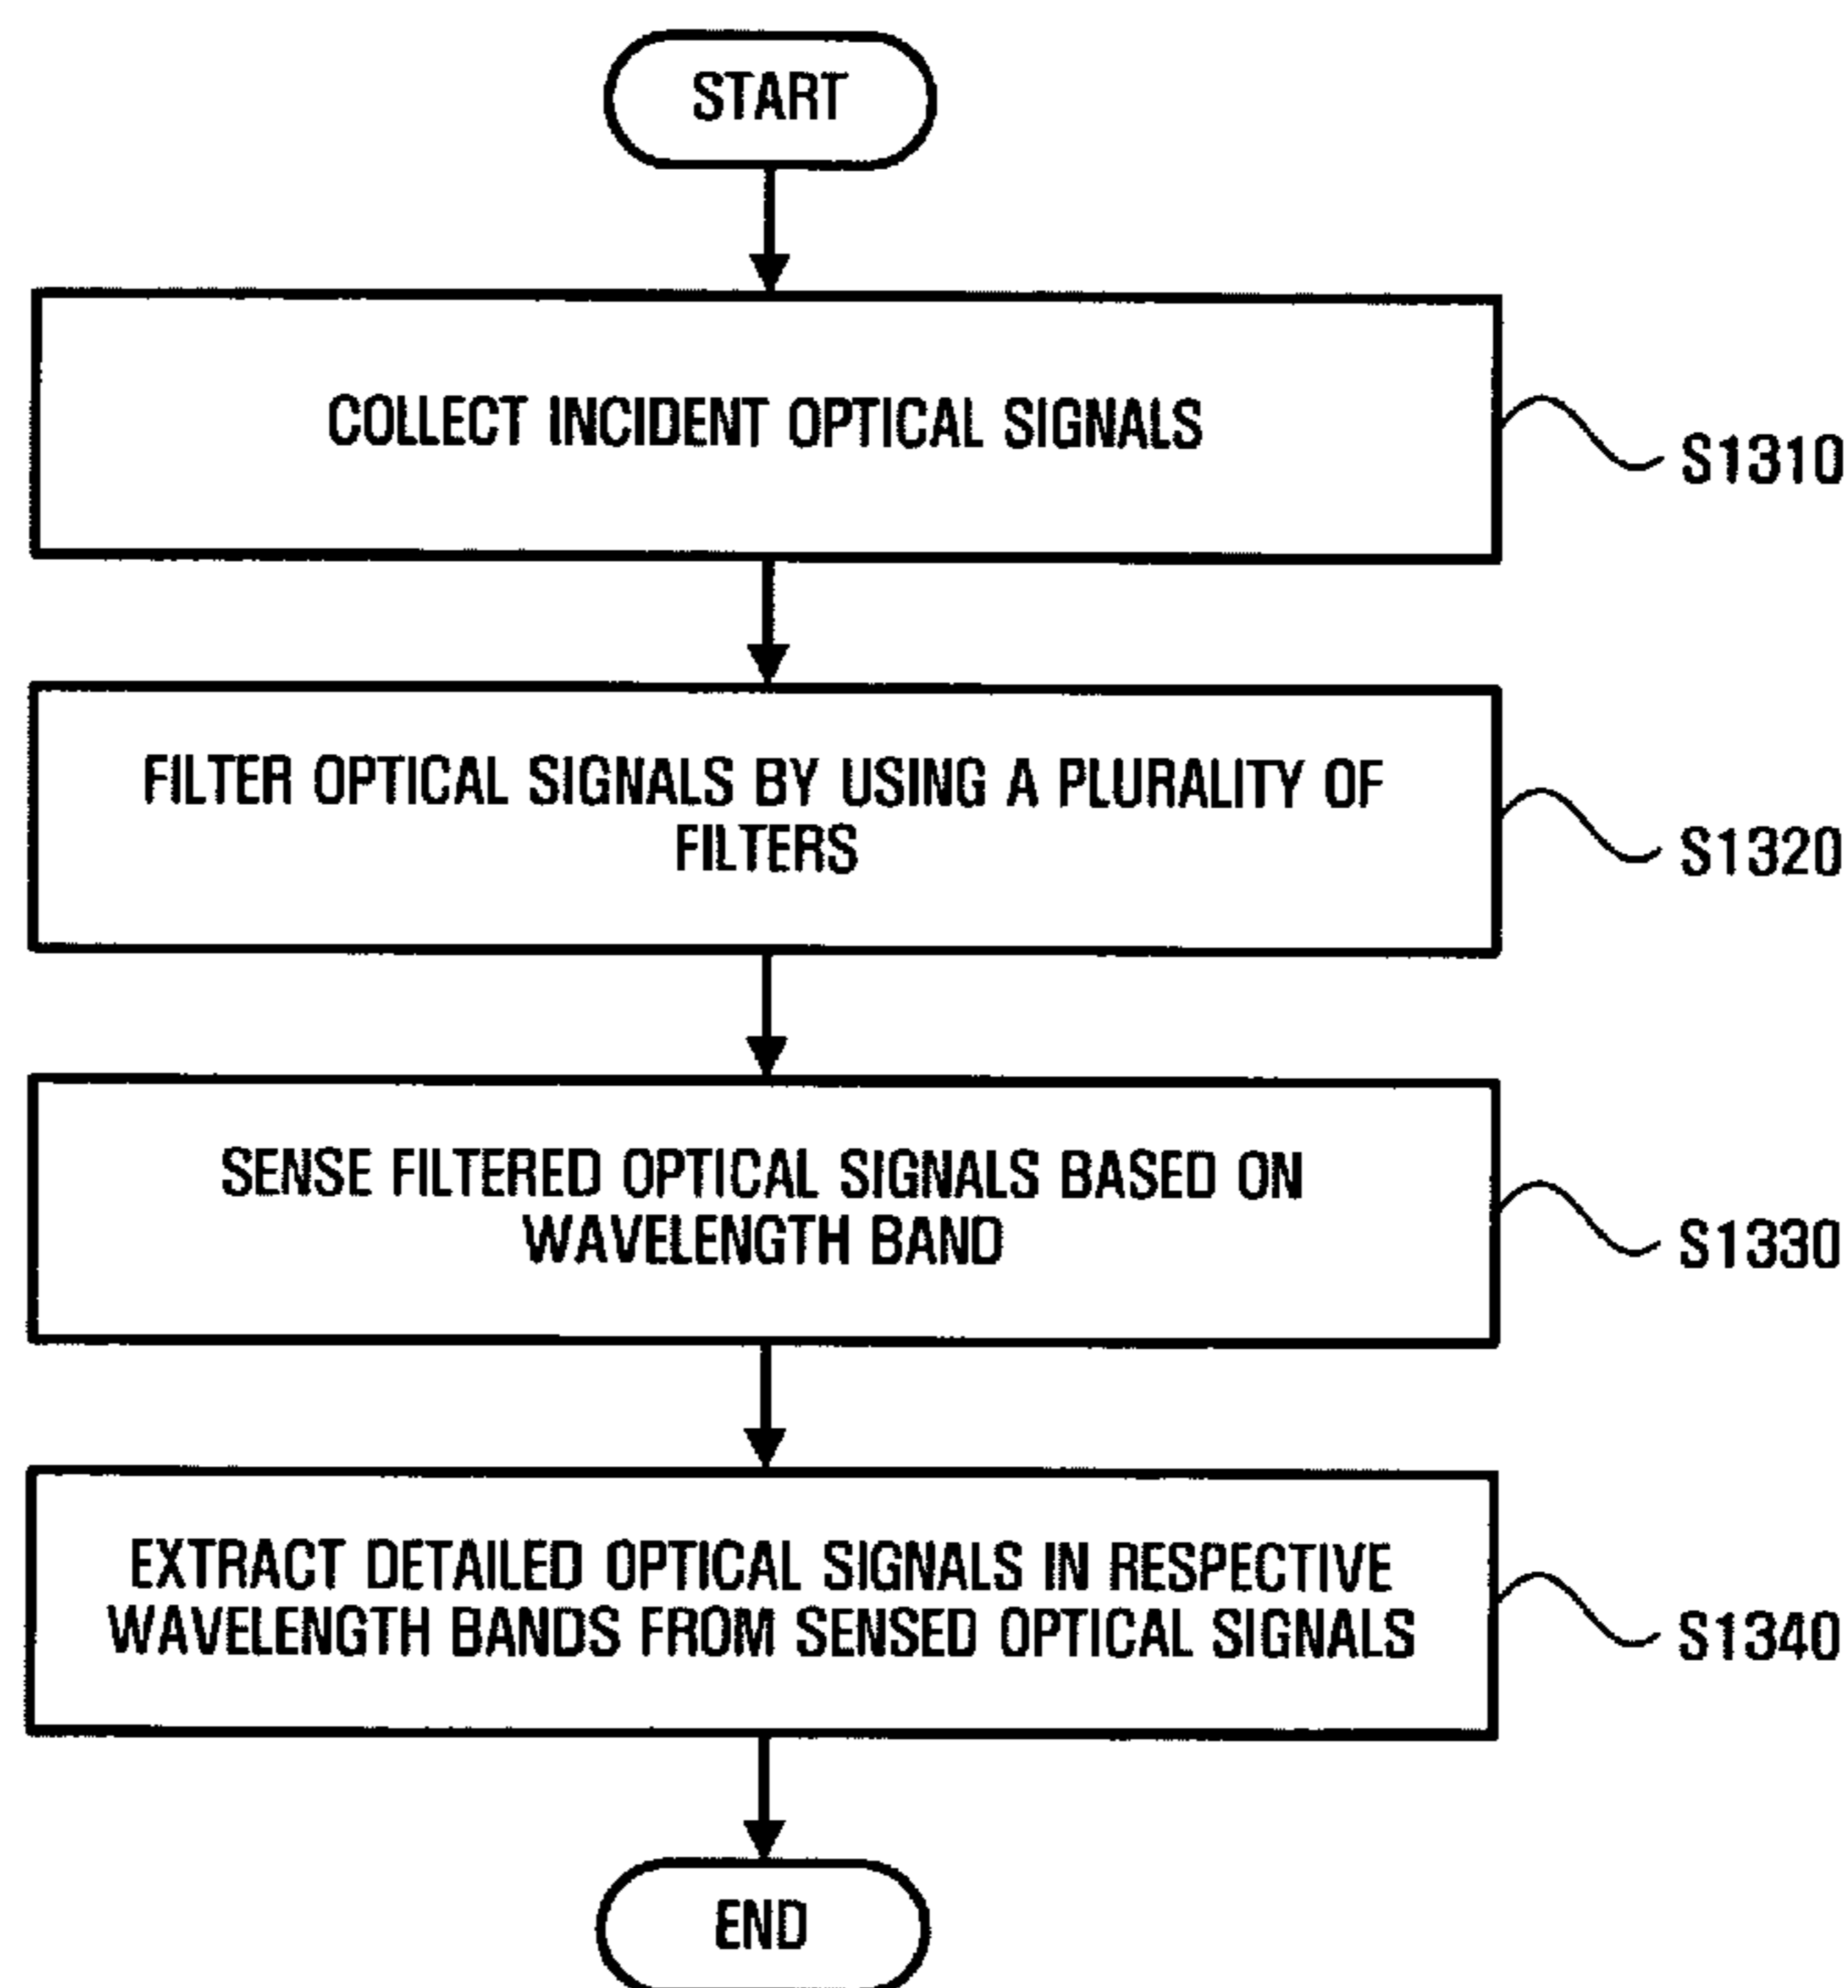 START
COLLECT INCIDENT OPTICAL SIGNALS
S1310
FILTER OPTICAL SIGNALS BY USING A PLURALITY OF
FILTERS
S1320
SENSE FILTERED OPTICAL SIGNALS BASED ON
WAVELENGTH BAND
S1330
EXTRACT DETAILED OPTICAL SIGNALS IN RESPECTIVE
WAVELENGTH BANDS FROM SENSED OPTICAL SIGNALS
S1340
END